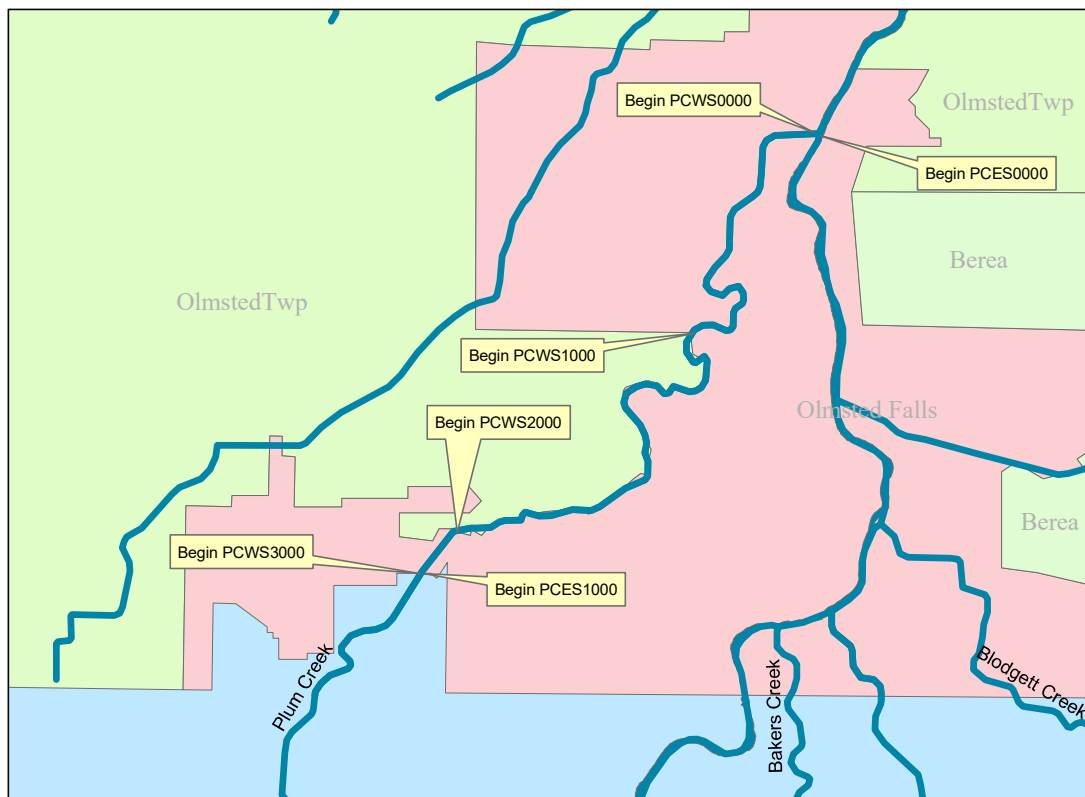 Begin PCWS0000
OlmstedTwp
Begin PCES0000
Berea
OlmstedTwp
Begin PCWS1000
Olmsted Falls
Begin PCWS2000
Berea
Begin PCWS3000
Begin PCES1000
Plum Creek
Bakers Creek
Blodgett Creek